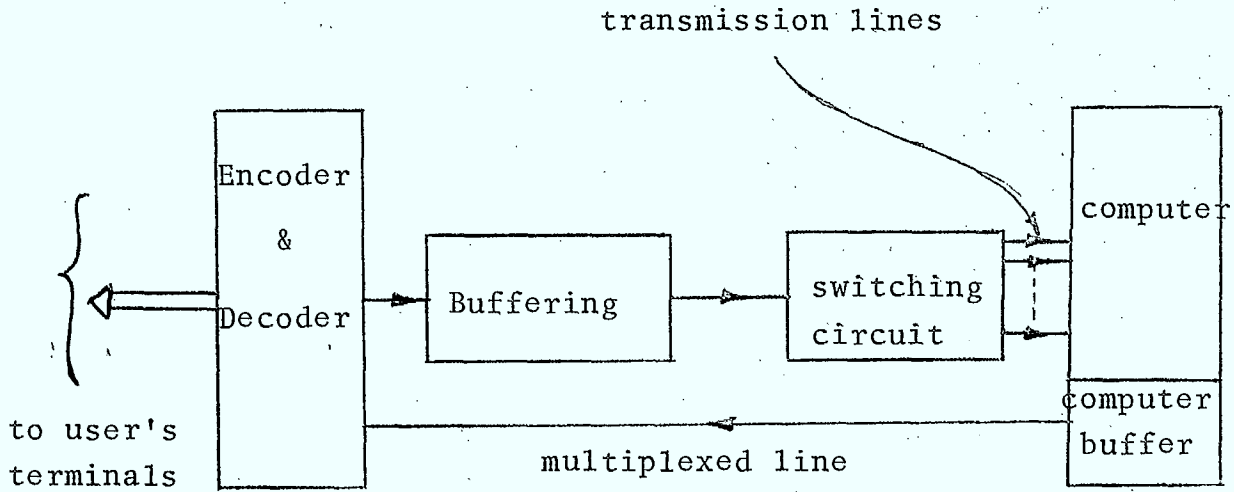 transmission lines
Encoder
&
Decoder
Buffering
switching
circuit
computer
computer
buffer
to user's
terminals
multiplexed line